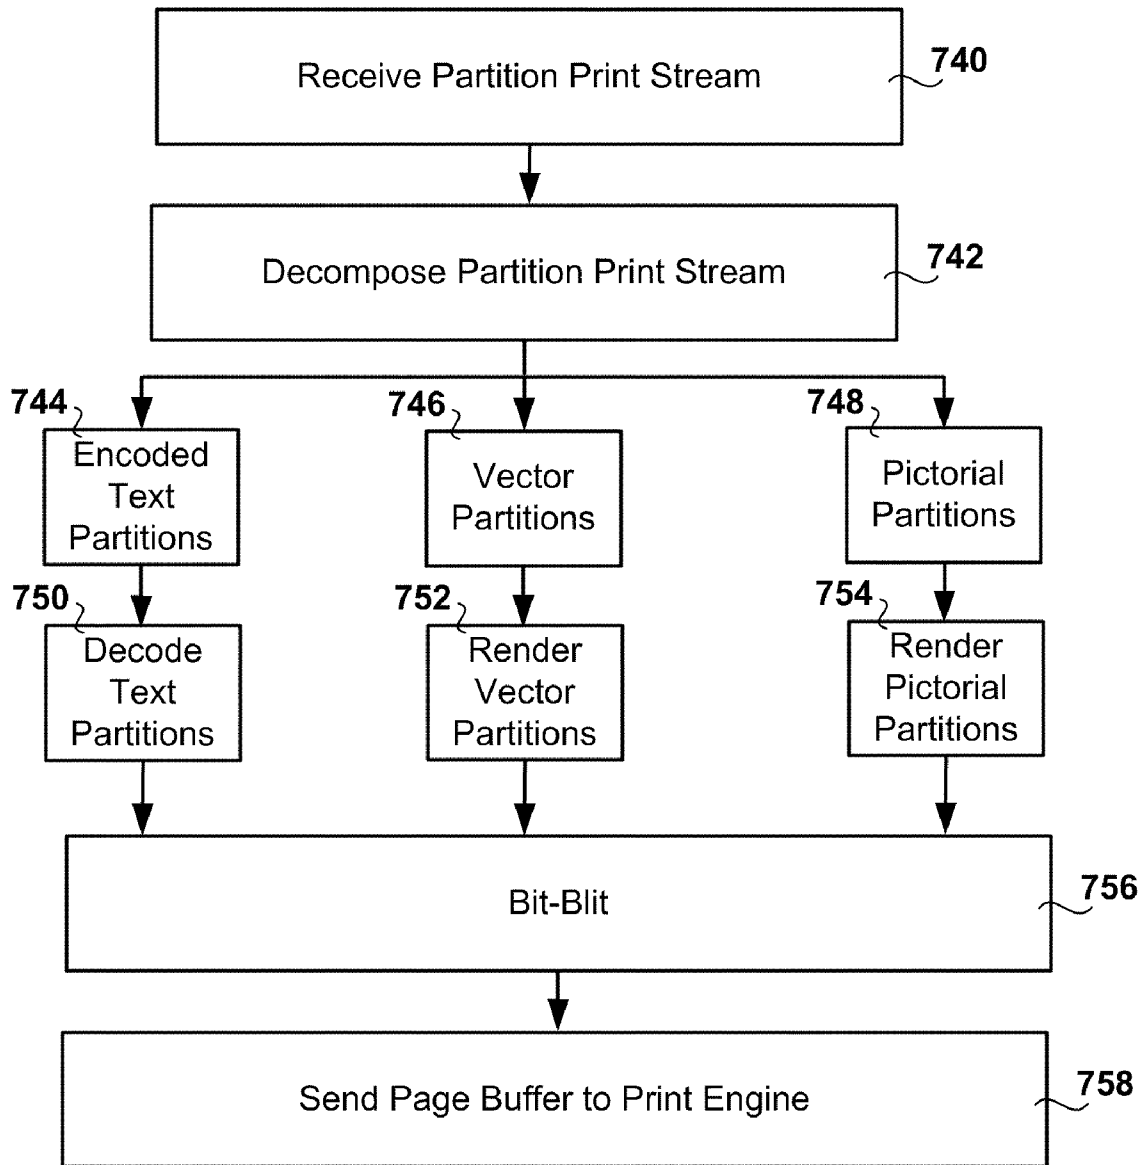 Receive Partition Print Stream
740
Decompose Partition Print Stream
742
744
Encoded
Text
Partitions
746
Vector
Partitions
748
Pictorial
Partitions
750
Decode
Text
Partitions
752
Render
Vector
Partitions
754
Render
Pictorial
Partitions
Bit-Blit
756
Send Page Buffer to Print Engine
758